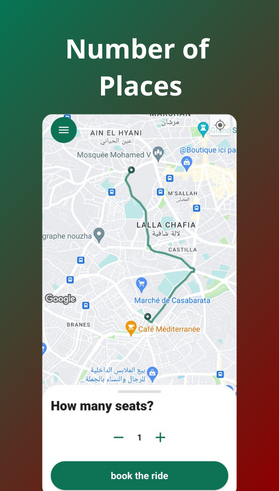 Number of
Places
مرشان
AIN EL HYANI
عين الحياني
@Boutique ici pa
Mosquée Mohamed V
M'SALLAH
المصلى
LALLA CHAFIA
لالة شافية
graphe nouzha
CASTILLA
Google
Marché de Casabarata
BRANES
Café Méditerranée
بيع الملابس الداخلية
للرجال والنساء بالجملة...
How many seats?
1
book the ride